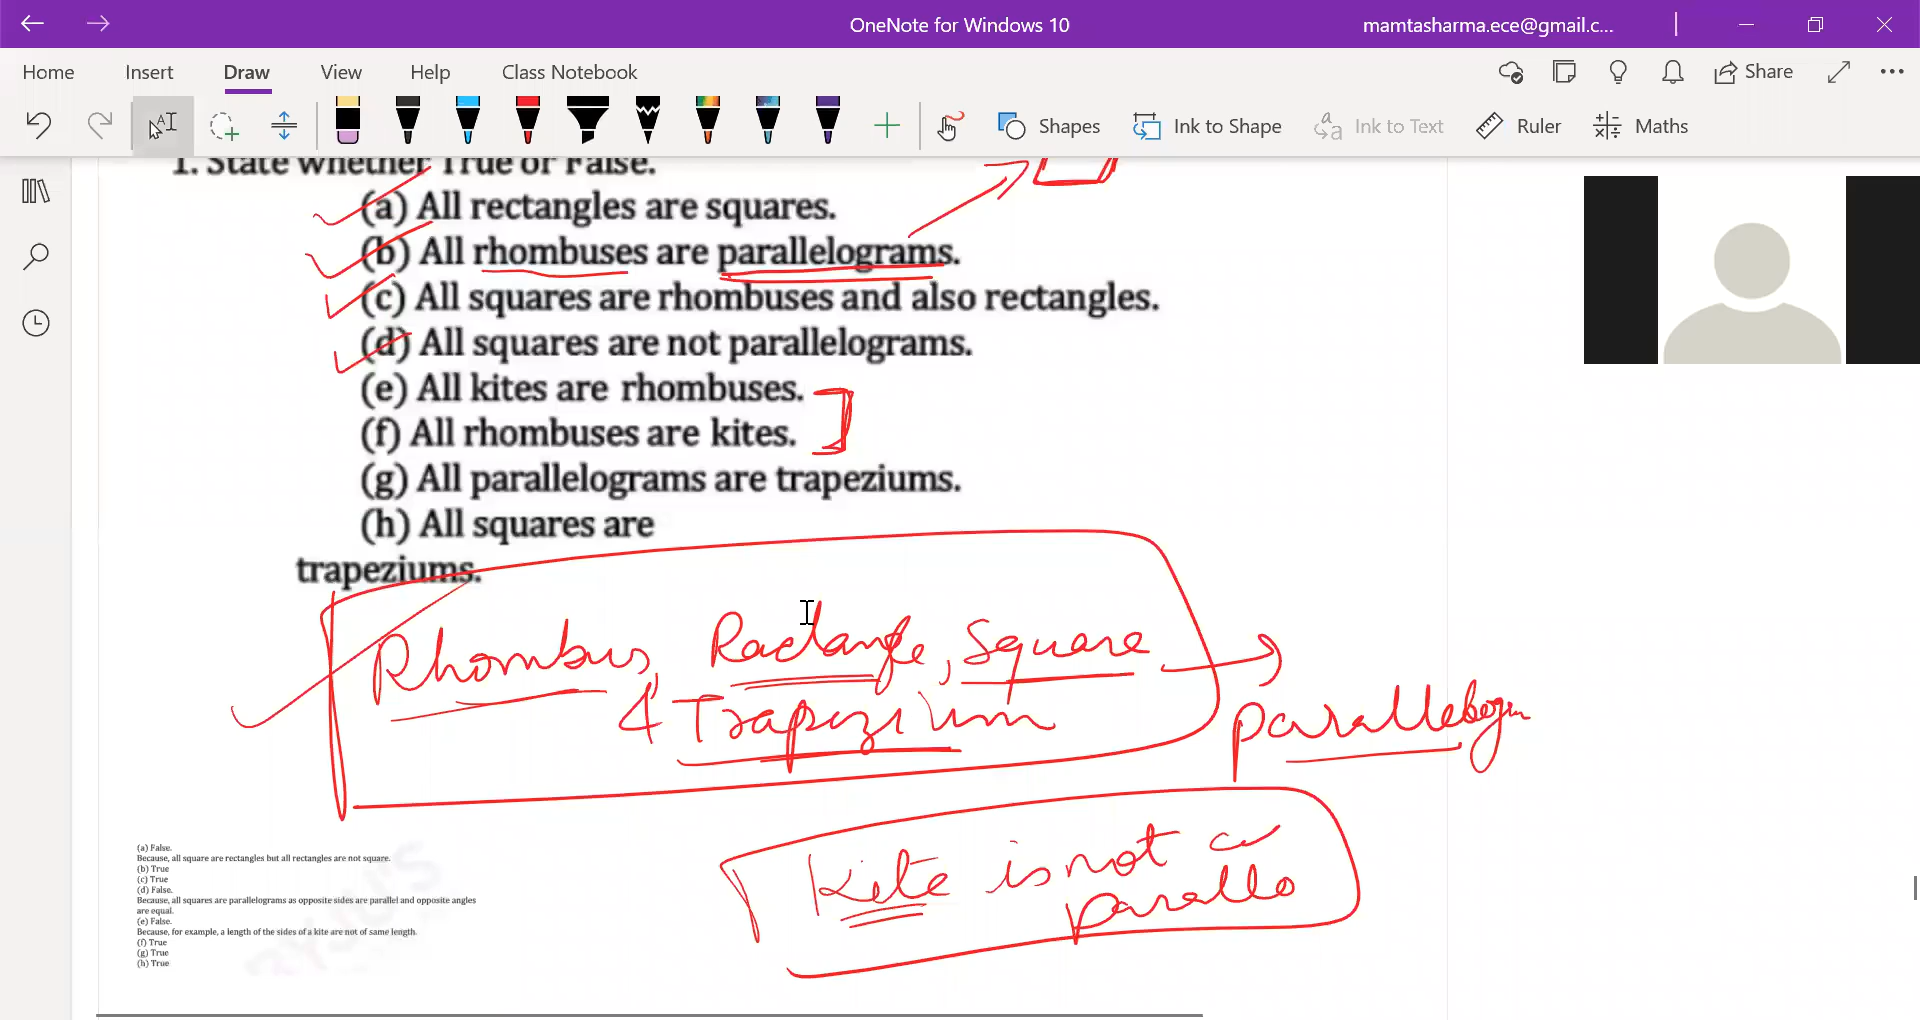 OneNote for Windows 10
mamtasharma.ece@gmail.c...
Home Insert Draw View Help Class Notebook
Share
Shapes Ink to Shape Ink to Text Ruler Maths
1. State whether True or False.
(a) All rectangles are squares.
(b) All rhombuses are parallelograms.
(c) All squares are rhombuses and also rectangles.
(d) All squares are not parallelograms.
(e) All kites are rhombuses.
(f) All rhombuses are kites.
(g) All parallelograms are trapeziums.
(h) All squares are
trapeziums.
Rhombus, Ractangle, Square
& Trapezium
parallelogm
Kite is not a
parallo
(a) False.
Because, all square are rectangles but all rectangles are not square.
(b) True
(c) True
(d) False.
Because, all squares are parallelograms as opposite sides are parallel and opposite angles
are equal.
(e) False.
Because, for example, a length of the sides of a kite are not of same length.
(f) True
(g) True
(h) True
BYJU'S